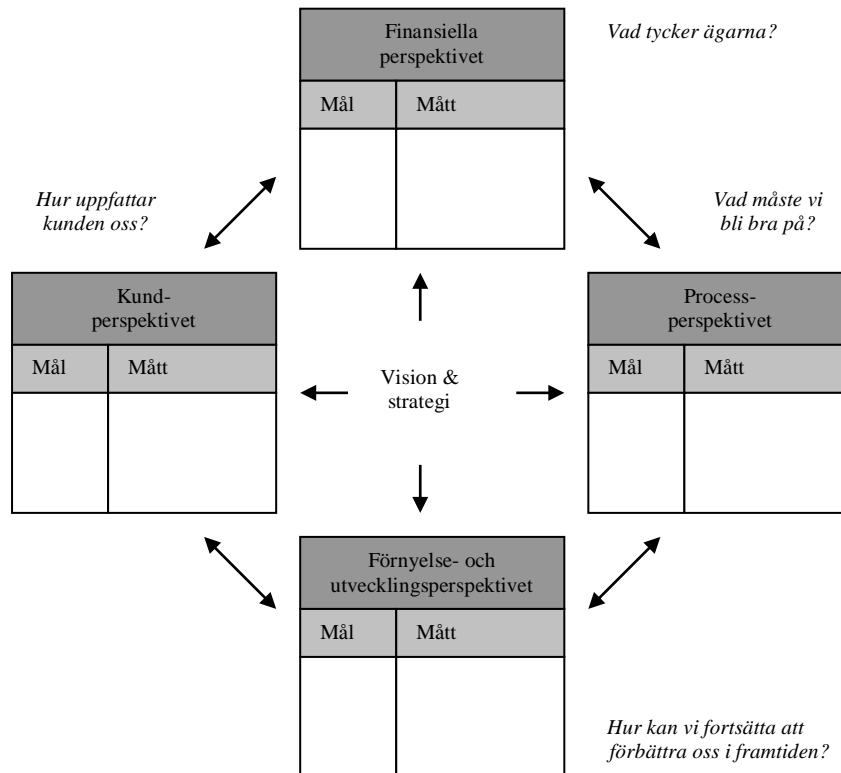 Finansiella
perspektivet
Vad tycker ägarna?
Mål
Mått
Hur uppfattar
kunden oss?
Vad måste vi
bli bra på?
Kund-
perspektivet
Process-
perspektivet
Mål
Mått
Vision &
strategi
Mål
Mått
Förnyelse- och
utvecklingsperspektivet
Mål
Mått
Hur kan vi fortsätta att
förbättra oss i framtiden?